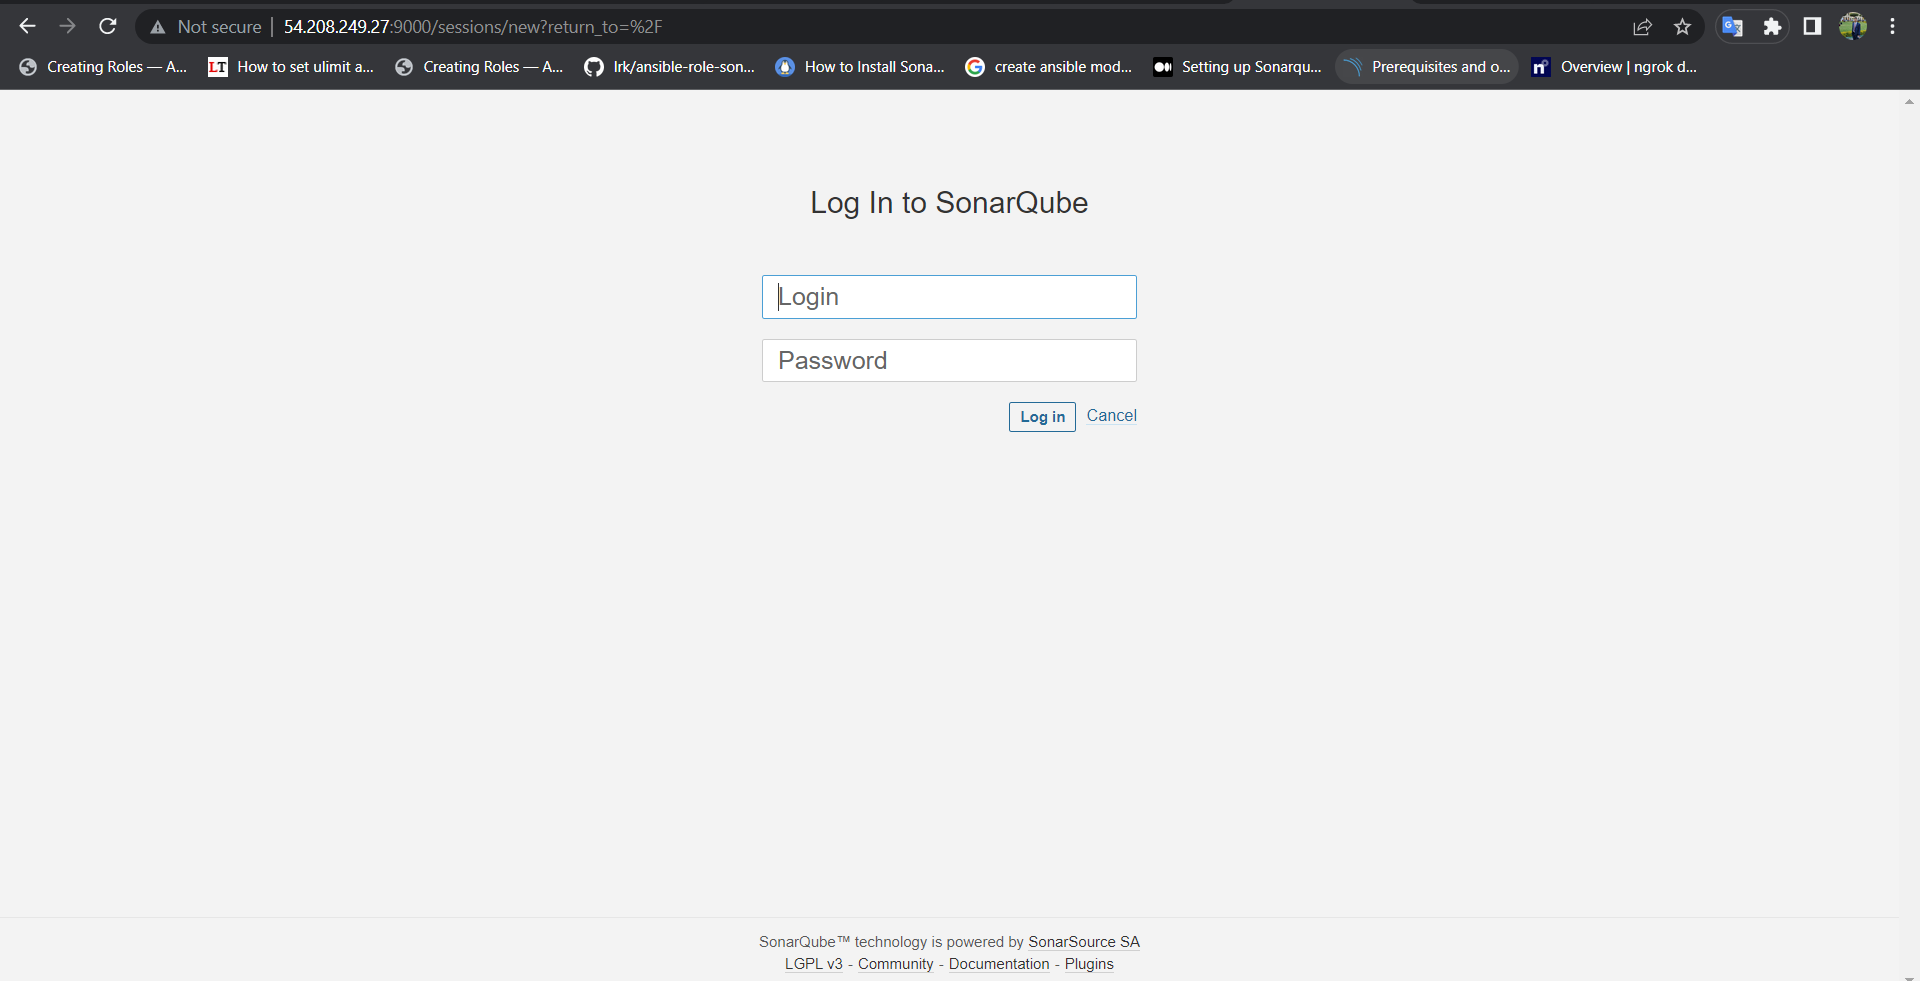 Not secure | 54.208.249.27:9000/sessions/new?return_to=%2F
Creating Roles — A... LT How to set ulimit a... Creating Roles — A... lrk/ansible-role-son... How to Install Sona... G create ansible mod... Setting up Sonarqu... Prerequisites and o... n Overview | ngrok d...
Log In to SonarQube
Login
Password
Log in Cancel
SonarQube™ technology is powered by SonarSource SA
LGPL v3 - Community - Documentation - Plugins